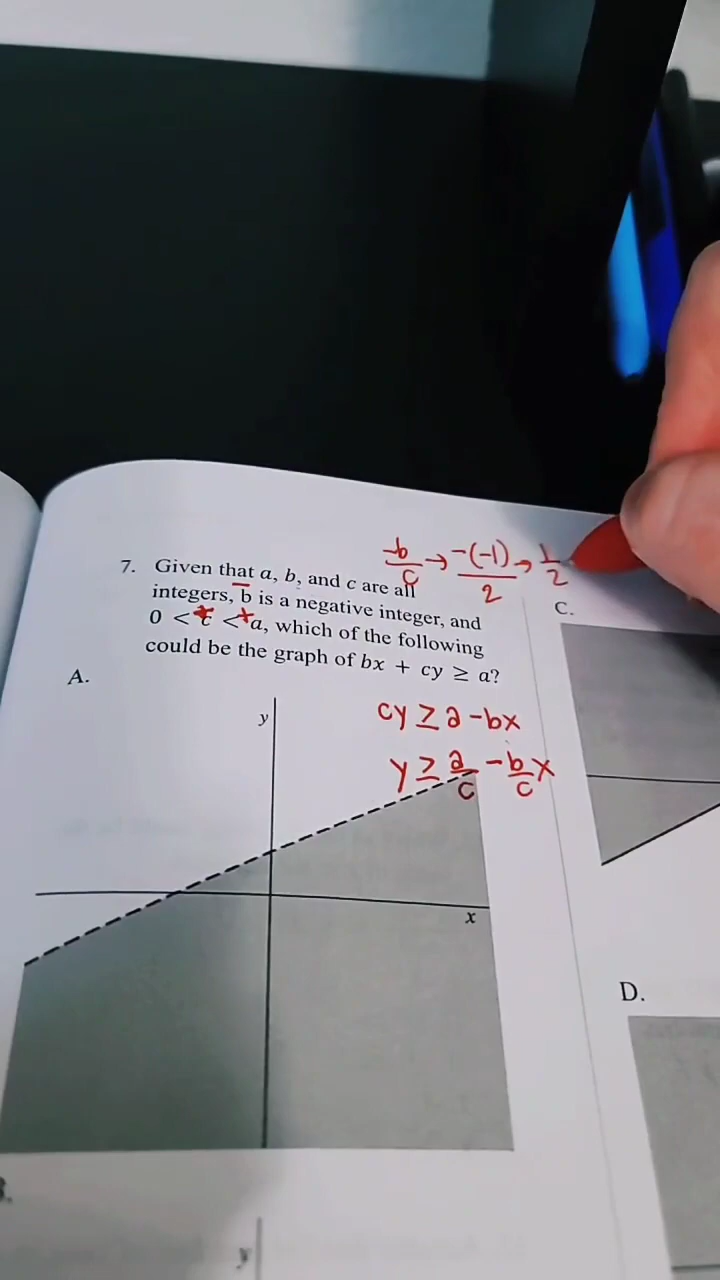 7. Given that a, b, and c are all
integers, b is a negative integer, and
0 < c < a, which of the following
could be the graph of bx + cy ≥ a?
-b/c → -(-1)/2 → 1/2
cy ≥ a - bx
y ≥ a/c - b/c x
A.
y
x
y
C.
D.